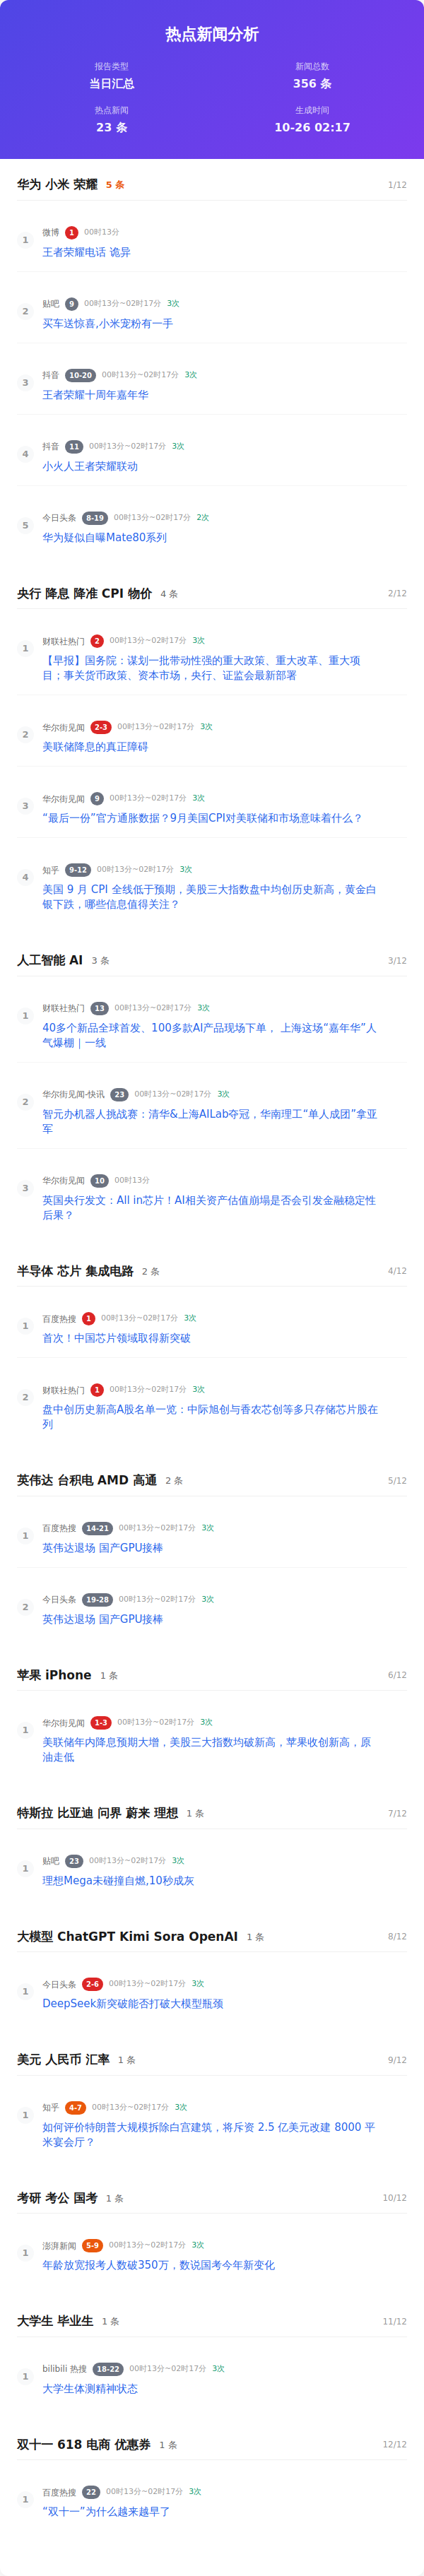 热点新闻分析
报告类型
新闻总数
当日汇总
356 条
热点新闻
生成时间
23 条
10-26 02:17
华为 小米 荣耀 5 条 1/12
1
微博 1 00时13分
王者荣耀电话 诡异
2
贴吧 9 00时13分~02时17分 3次
买车送惊喜,小米宠粉有一手
3
抖音 10-20 00时13分~02时17分 3次
王者荣耀十周年嘉年华
4
抖音 11 00时13分~02时17分 3次
小火人王者荣耀联动
5
今日头条 8-19 00时13分~02时17分 2次
华为疑似自曝Mate80系列
央行 降息 降准 CPI 物价 4 条 2/12
1
财联社热门 2 00时13分~02时17分 3次
【早报】国务院：谋划一批带动性强的重大政策、重大改革、重大项
目；事关货币政策、资本市场，央行、证监会最新部署
2
华尔街见闻 2-3 00时13分~02时17分 3次
美联储降息的真正障碍
3
华尔街见闻 9 00时13分~02时17分 3次
“最后一份”官方通胀数据？9月美国CPI对美联储和市场意味着什么？
4
知乎 9-12 00时13分~02时17分 3次
美国 9 月 CPI 全线低于预期，美股三大指数盘中均创历史新高，黄金白
银下跌，哪些信息值得关注？
人工智能 AI 3 条 3/12
1
财联社热门 13 00时13分~02时17分 3次
40多个新品全球首发、100多款AI产品现场下单， 上海这场“嘉年华”人
气爆棚｜一线
2
华尔街见闻-快讯 23 00时13分~02时17分 3次
智元办机器人挑战赛：清华&上海AILab夺冠，华南理工“单人成团”拿亚
军
3
华尔街见闻 10 00时13分
英国央行发文：All in芯片！AI相关资产估值崩塌是否会引发金融稳定性
后果？
半导体 芯片 集成电路 2 条 4/12
1
百度热搜 1 00时13分~02时17分 3次
首次！中国芯片领域取得新突破
2
财联社热门 1 00时13分~02时17分 3次
盘中创历史新高A股名单一览：中际旭创与香农芯创等多只存储芯片股在
列
英伟达 台积电 AMD 高通 2 条 5/12
1
百度热搜 14-21 00时13分~02时17分 3次
英伟达退场 国产GPU接棒
2
今日头条 19-28 00时13分~02时17分 3次
英伟达退场 国产GPU接棒
苹果 iPhone 1 条 6/12
1
华尔街见闻 1-3 00时13分~02时17分 3次
美联储年内降息预期大增，美股三大指数均破新高，苹果收创新高，原
油走低
特斯拉 比亚迪 问界 蔚来 理想 1 条 7/12
1
贴吧 23 00时13分~02时17分 3次
理想Mega未碰撞自燃,10秒成灰
大模型 ChatGPT Kimi Sora OpenAI 1 条 8/12
1
今日头条 2-6 00时13分~02时17分 3次
DeepSeek新突破能否打破大模型瓶颈
美元 人民币 汇率 1 条 9/12
1
知乎 4-7 00时13分~02时17分 3次
如何评价特朗普大规模拆除白宫建筑，将斥资 2.5 亿美元改建 8000 平
米宴会厅？
考研 考公 国考 1 条 10/12
1
澎湃新闻 5-9 00时13分~02时17分 3次
年龄放宽报考人数破350万，数说国考今年新变化
大学生 毕业生 1 条 11/12
1
bilibili 热搜 18-22 00时13分~02时17分 3次
大学生体测精神状态
双十一 618 电商 优惠券 1 条 12/12
1
百度热搜 22 00时13分~02时17分 3次
“双十一”为什么越来越早了